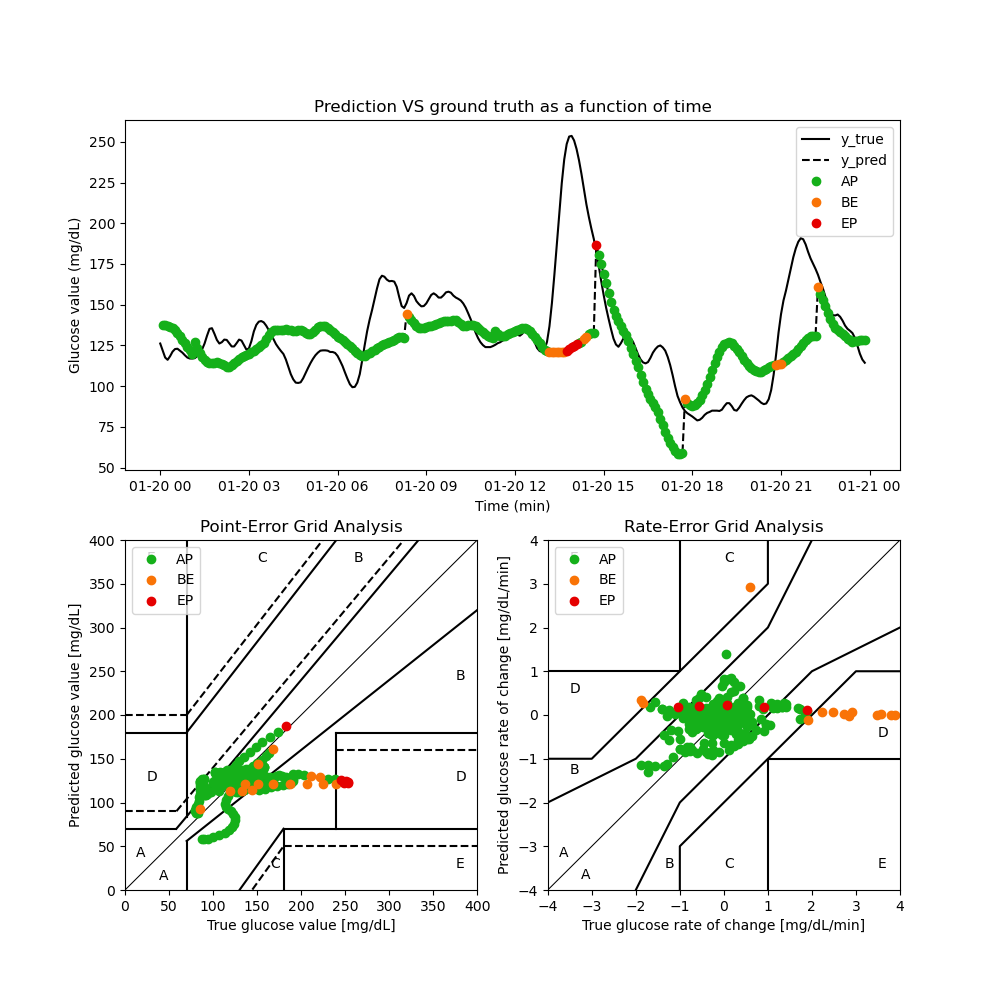 Prediction VS ground truth as a function of time
Glucose value (mg/dL)
250
225
200
175
150
125
100
75
50
y_true
y_pred
AP
BE
EP
01-20 00 01-20 03 01-20 06 01-20 09 01-20 12 01-20 15 01-20 18 01-20 21 01-21 00
Time (min)
Point-Error Grid Analysis
Predicted glucose value [mg/dL]
400
350
300
250
200
150
100
50
0
AP
BE
EP
C
B
B
D
D
A
A
C
E
0 50 100 150 200 250 300 350 400
True glucose value [mg/dL]
Rate-Error Grid Analysis
Predicted glucose rate of change [mg/dL/min]
4
3
2
1
0
−1
−2
−3
−4
AP
BE
EP
C
D
D
B
A
A
B
C
E
−4 −3 −2 −1 0 1 2 3 4
True glucose rate of change [mg/dL/min]